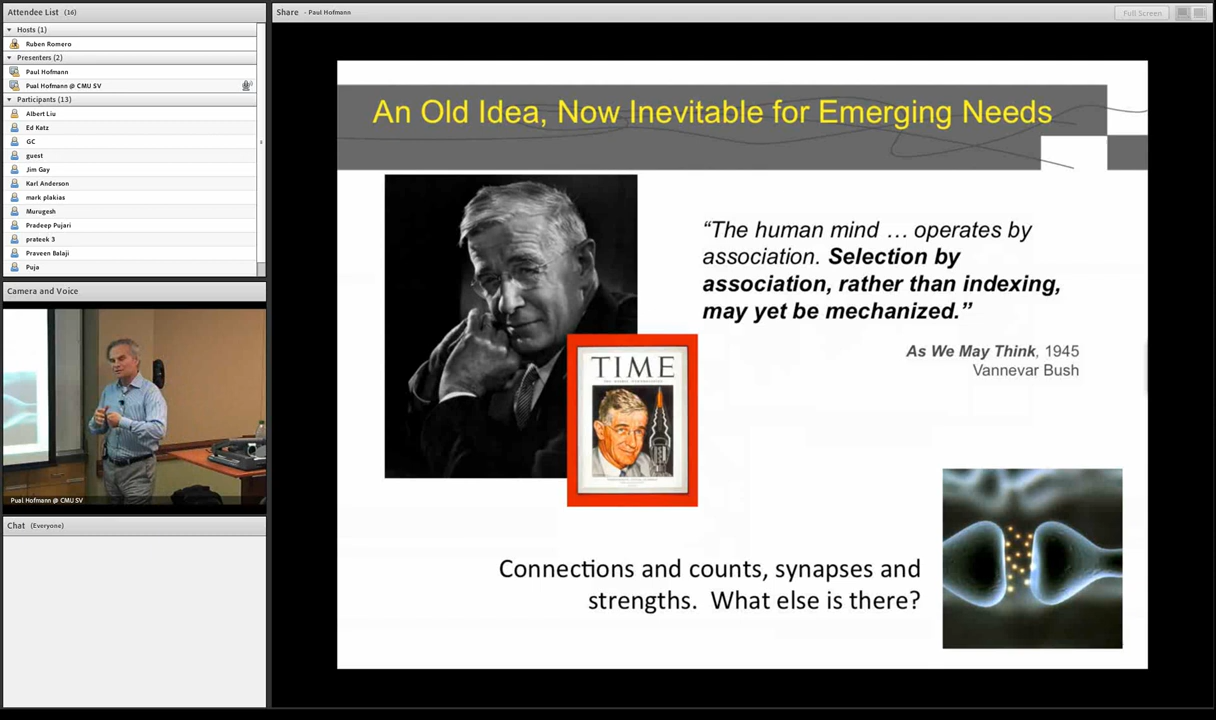 Attendee List (16)
Hosts (1)
Ruben Romero
Presenters (2)
Paul Hofmann
Pual Hofmann @ CMU SV
Participants (13)
Albert Liu
Ed Katz
GC
guest
Jim Gay
Karl Anderson
mark plakias
Murugesh
Pradeep Pujari
prateek 3
Praveen Balaji
Puja
Camera and Voice
Pual Hofmann @ CMU SV
Chat (Everyone)
Share - Paul Hofmann
Full Screen
An Old Idea, Now Inevitable for Emerging Needs
“The human mind … operates by
association. Selection by
association, rather than indexing,
may yet be mechanized.”
As We May Think, 1945
Vannevar Bush
TIME
Connections and counts, synapses and
strengths. What else is there?